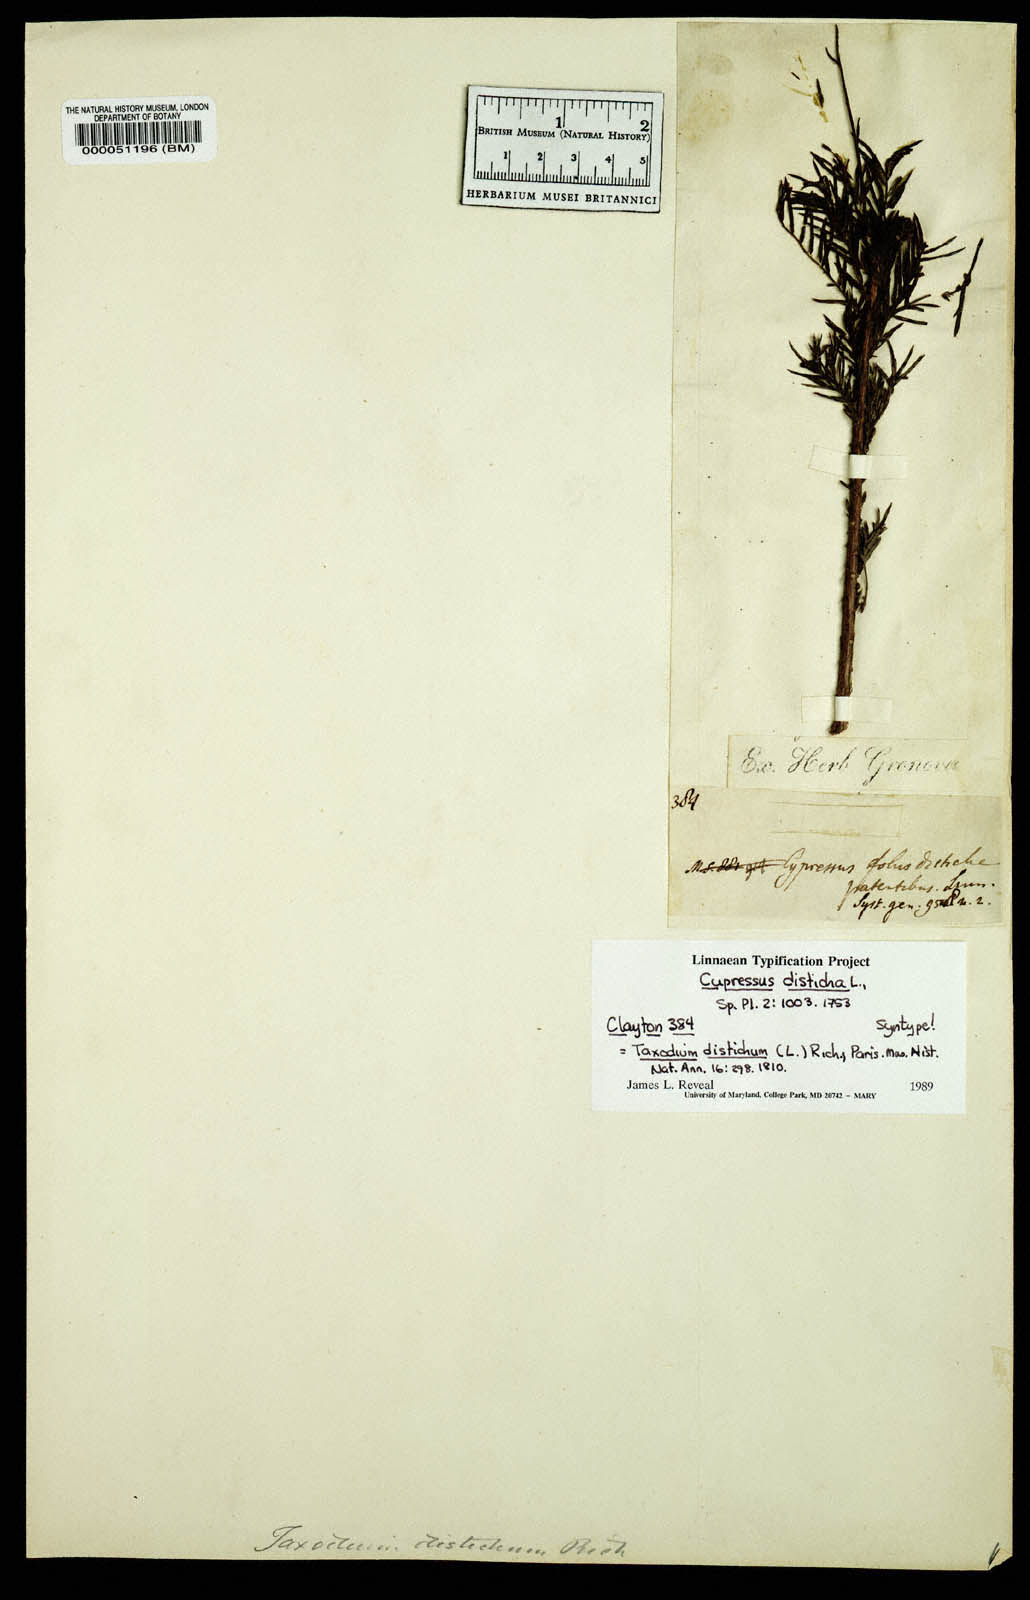 THE NATURAL HISTORY MUSEUM, LONDON
DEPARTMENT OF BOTANY
000051196 (BM)
1 2
BRITISH MUSEUM (NATURAL HISTORY)
1 2 3 4 5
HERBARIUM MUSEI BRITANNICI
Ex. Herb Gronovii
384
Cypressus foliis distiche
patentibus. Linn.
Syst. gen. n. 2.
Linnaean Typification Project
Cupressus disticha L.,
Sp. Pl. 2: 1003. 1753
Clayton 384 Syntype!
= Taxodium distichum (L.) Rich, Paris. Mus. Hist.
Nat. Ann. 16: 298. 1810.
James L. Reveal 1989
University of Maryland, College Park, MD 20742 – MARY
Taxodium distichum Rich